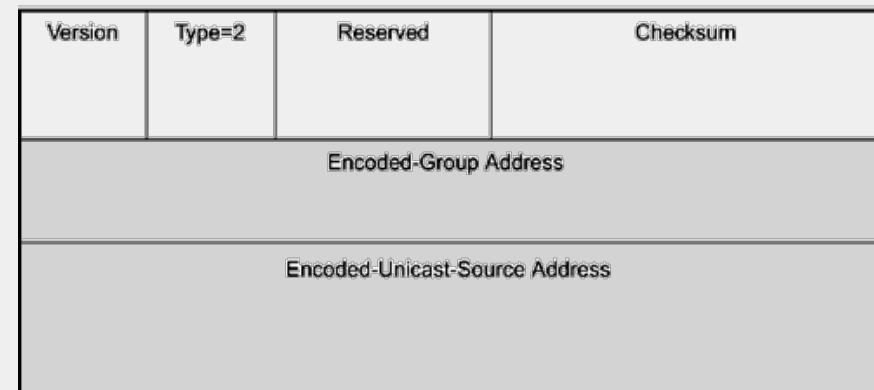 Version Type=2 Reserved Checksum
Encoded-Group Address
Encoded-Unicast-Source Address